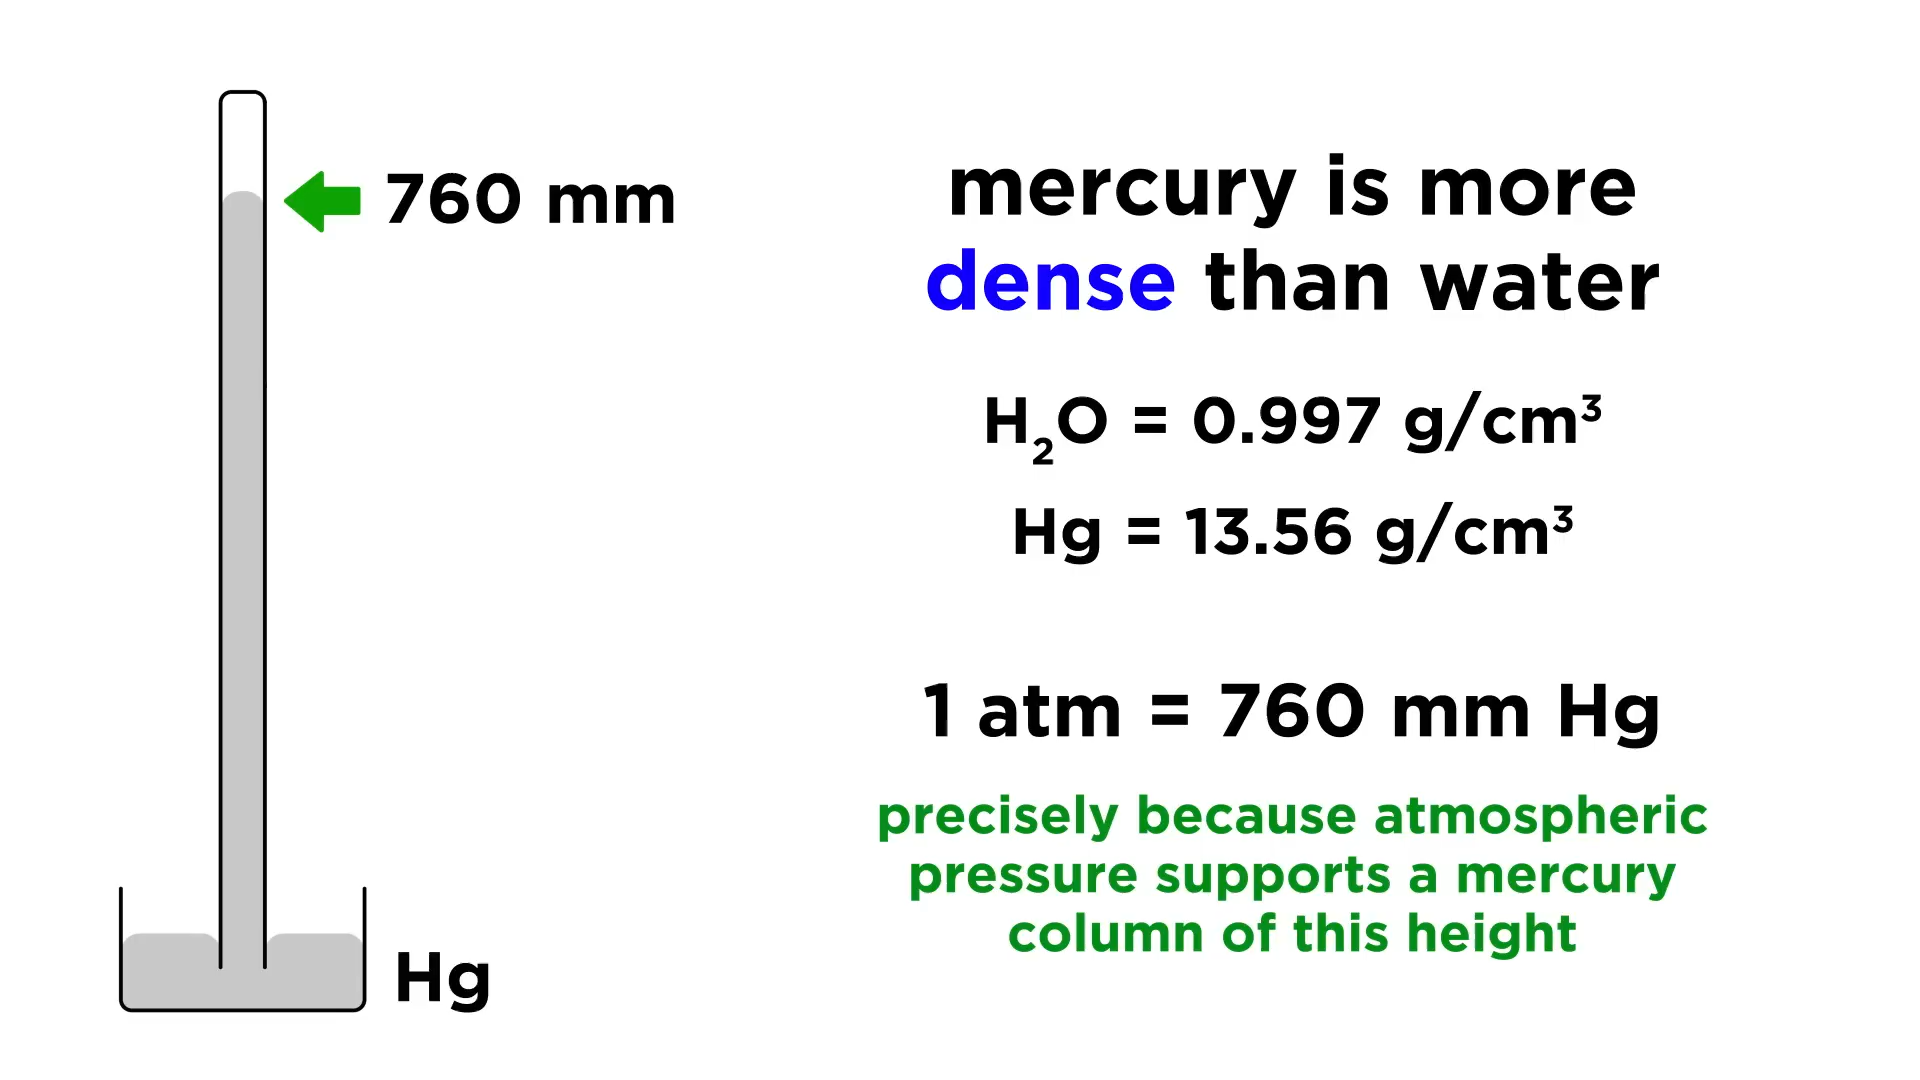 760 mm
Hg
mercury is more
dense than water
H₂O = 0.997 g/cm³
Hg = 13.56 g/cm³
1 atm = 760 mm Hg
precisely because atmospheric
pressure supports a mercury
column of this height